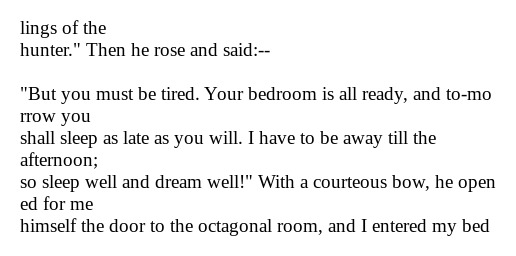 lings of the
hunter." Then he rose and said:--

"But you must be tired. Your bedroom is all ready, and to-mo
rrow you
shall sleep as late as you will. I have to be away till the
afternoon;
so sleep well and dream well!" With a courteous bow, he open
ed for me
himself the door to the octagonal room, and I entered my bed